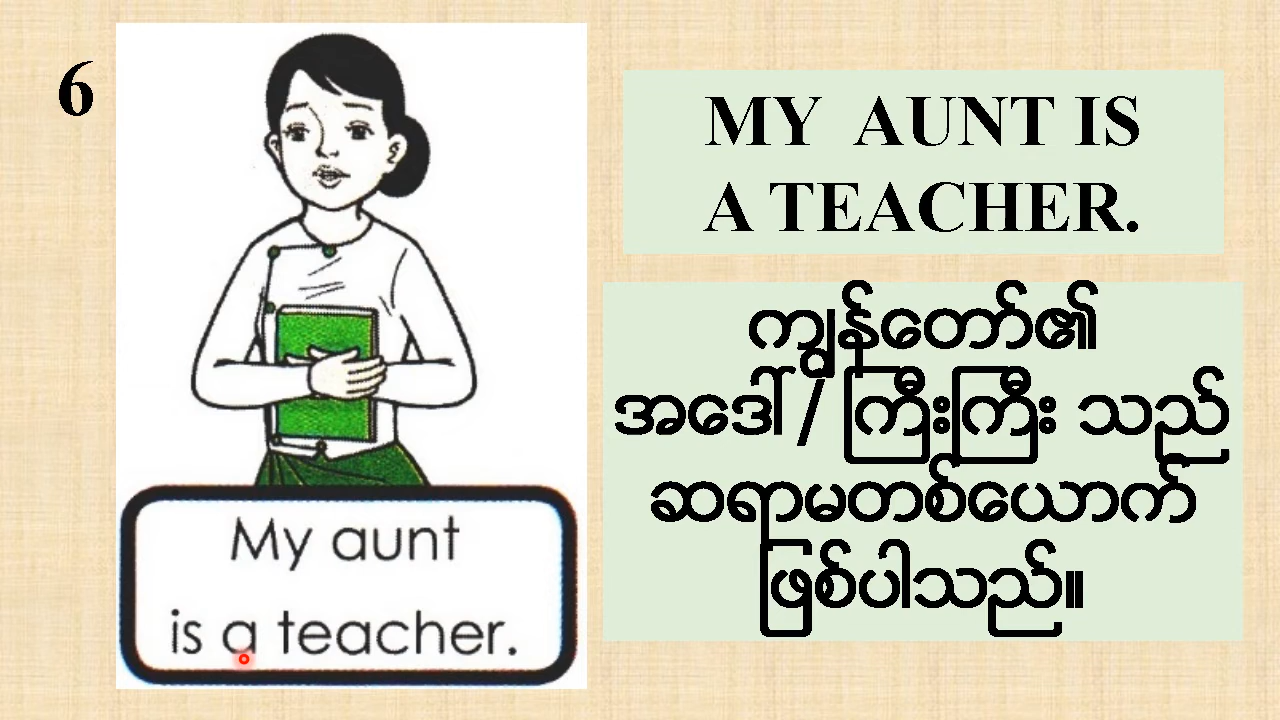 6
My aunt
is a teacher.
MY AUNT IS
A TEACHER.
ကျွန်တော်၏
အဒေါ်/ကြီးကြီး သည်
ဆရာမတစ်ယောက်
ဖြစ်ပါသည်။